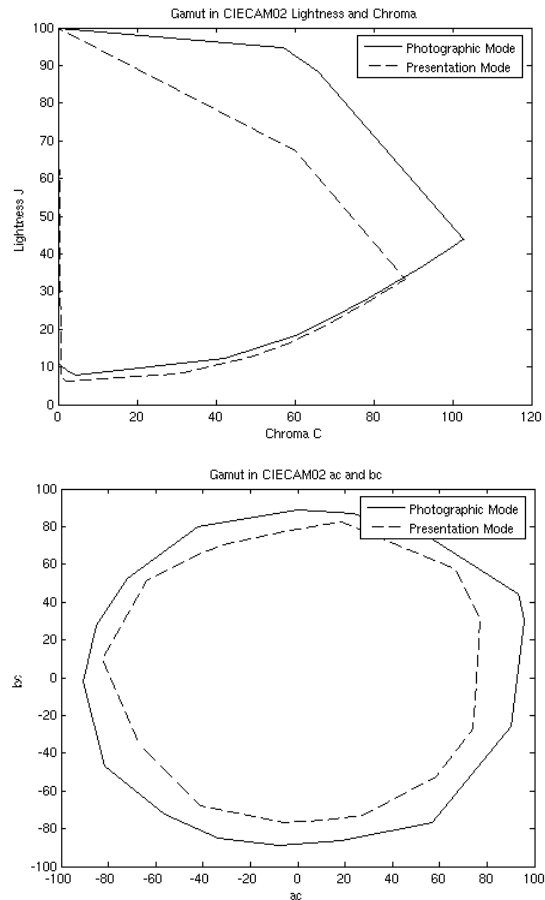 Gamut in CIECAM02 Lightness and Chroma
100
90
80
70
60
50
40
30
20
10
0
Lightness J
Photographic Mode
Presentation Mode
0 20 40 60 80 100 120
Chroma C
Gamut in CIECAM02 ac and bc
100
80
60
40
20
0
-20
-40
-60
-80
-100
bc
Photographic Mode
Presentation Mode
-100 -80 -60 -40 -20 0 20 40 60 80 100
ac